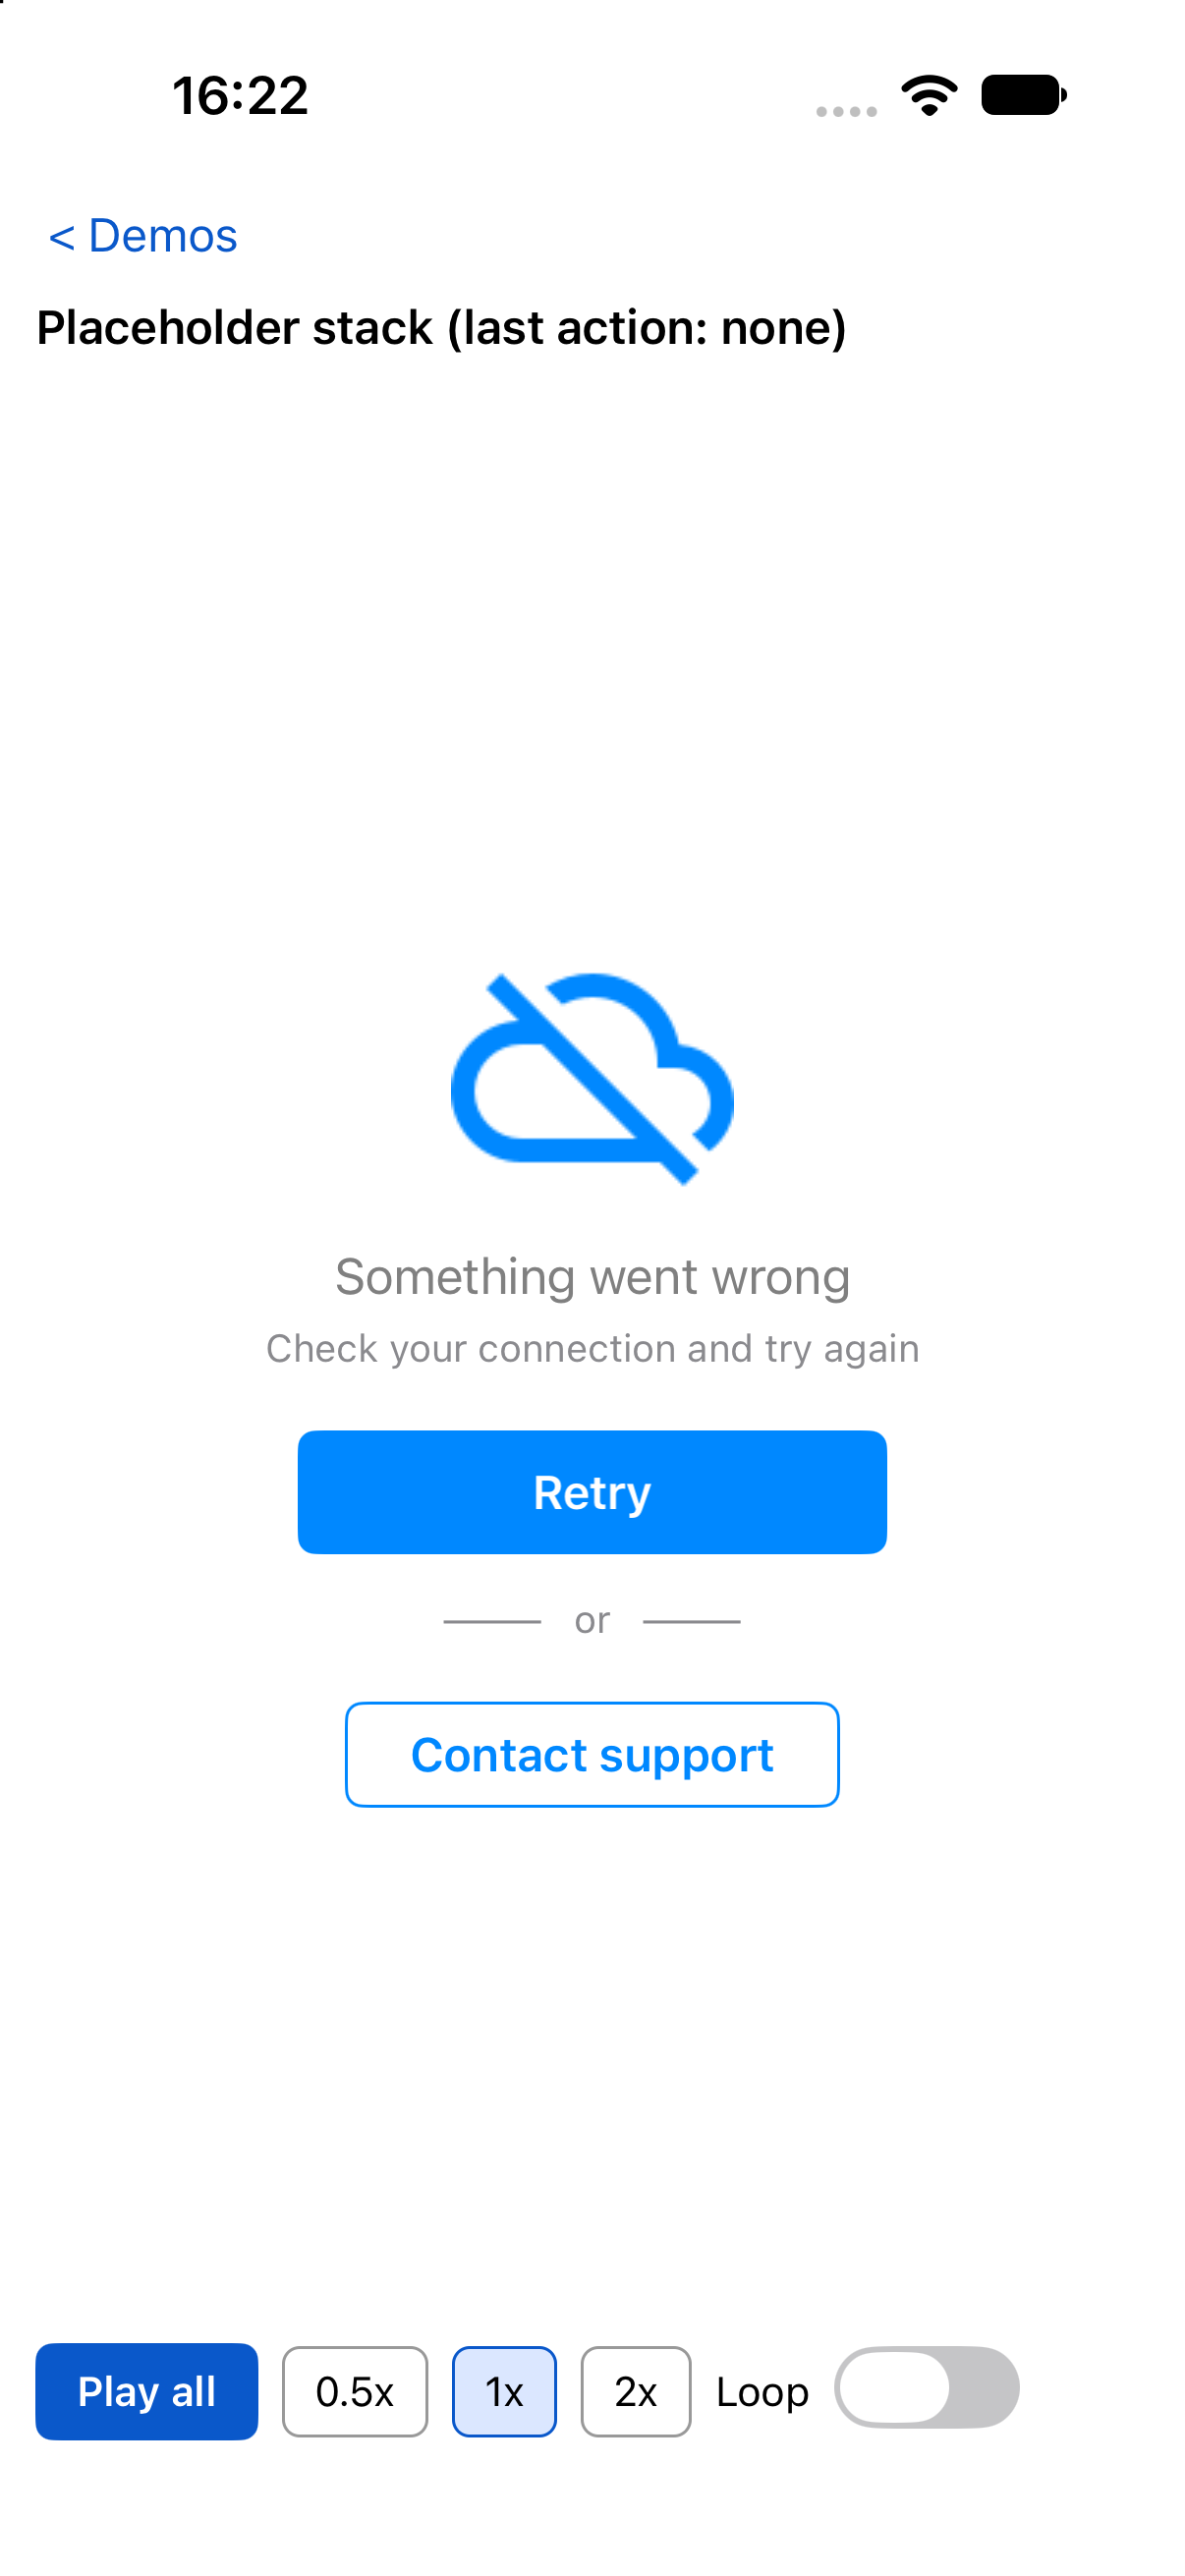 16:22
< Demos
Placeholder stack (last action: none)
Something went wrong
Check your connection and try again
Retry
or
Contact support
Play all 0.5x 1x 2x Loop